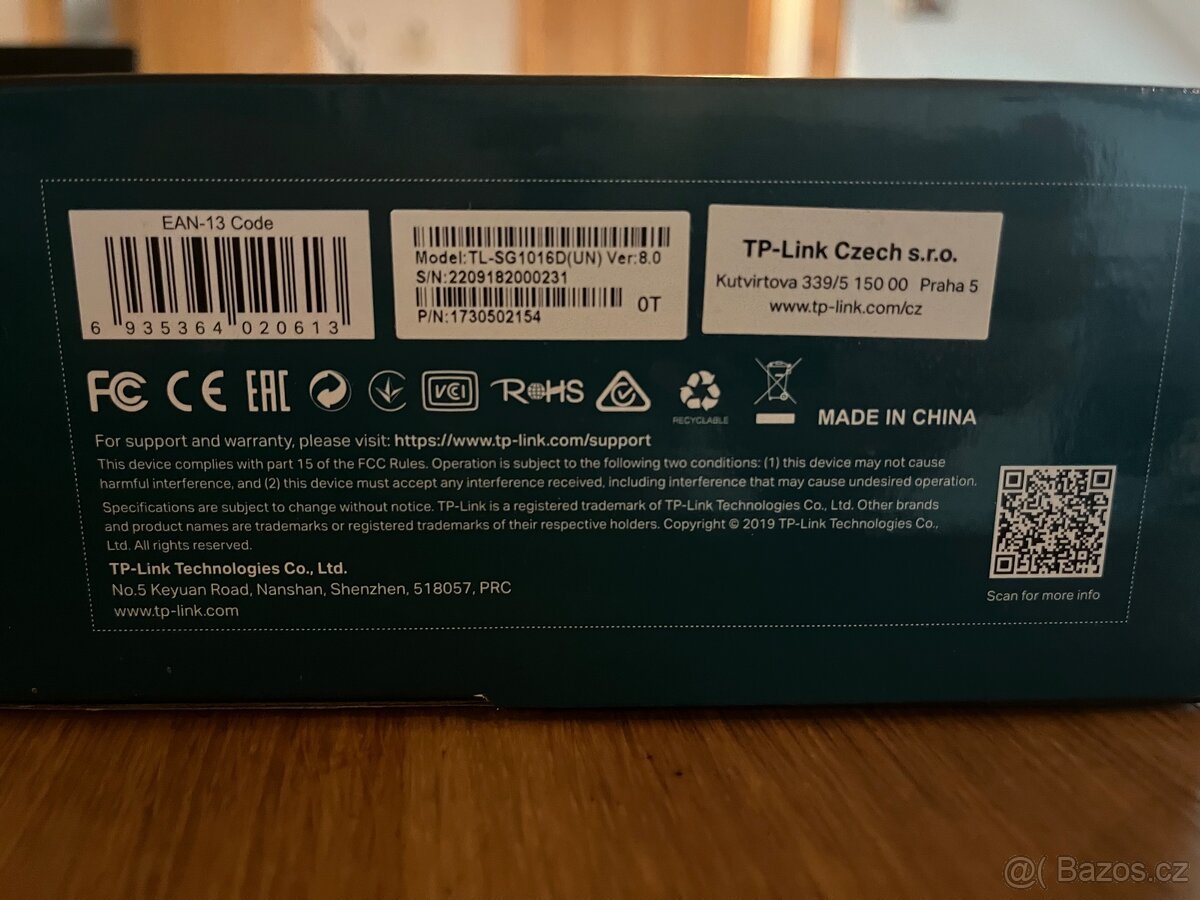 EAN-13 Code
6 935364 020613
Model:TL-SG1016D(UN) Ver:8.0
S/N:2209182000231
P/N:1730502154
0T
TP-Link Czech s.r.o.
Kutvirtova 339/5 150 00 Praha 5
www.tp-link.com/cz
FC CE EAC VCCI RoHS
RECYCLABLE
MADE IN CHINA
For support and warranty, please visit: https://www.tp-link.com/support
This device complies with part 15 of the FCC Rules. Operation is subject to the following two conditions: (1) this device may not cause
harmful interference, and (2) this device must accept any interference received, including interference that may cause undesired operation.
Specifications are subject to change without notice. TP-Link is a registered trademark of TP-Link Technologies Co., Ltd. Other brands
and product names are trademarks or registered trademarks of their respective holders. Copyright © 2019 TP-Link Technologies Co.,
Ltd. All rights reserved.
TP-Link Technologies Co., Ltd.
No.5 Keyuan Road, Nanshan, Shenzhen, 518057, PRC
www.tp-link.com
Scan for more info
@( Bazos.cz